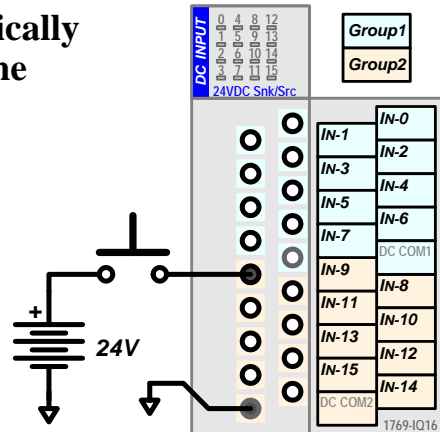 ically
ne
DC INPUT
0 4 8 12
1 5 9 13
2 6 10 14
3 7 11 15
24VDC Snk/Src
Group1
Group2
IN-0
IN-1
IN-2
IN-3
IN-4
IN-5
IN-6
IN-7
DC COM1
IN-9
IN-8
IN-11
IN-10
IN-13
IN-12
IN-15
IN-14
DC COM2
1769-IQ16
+
24V